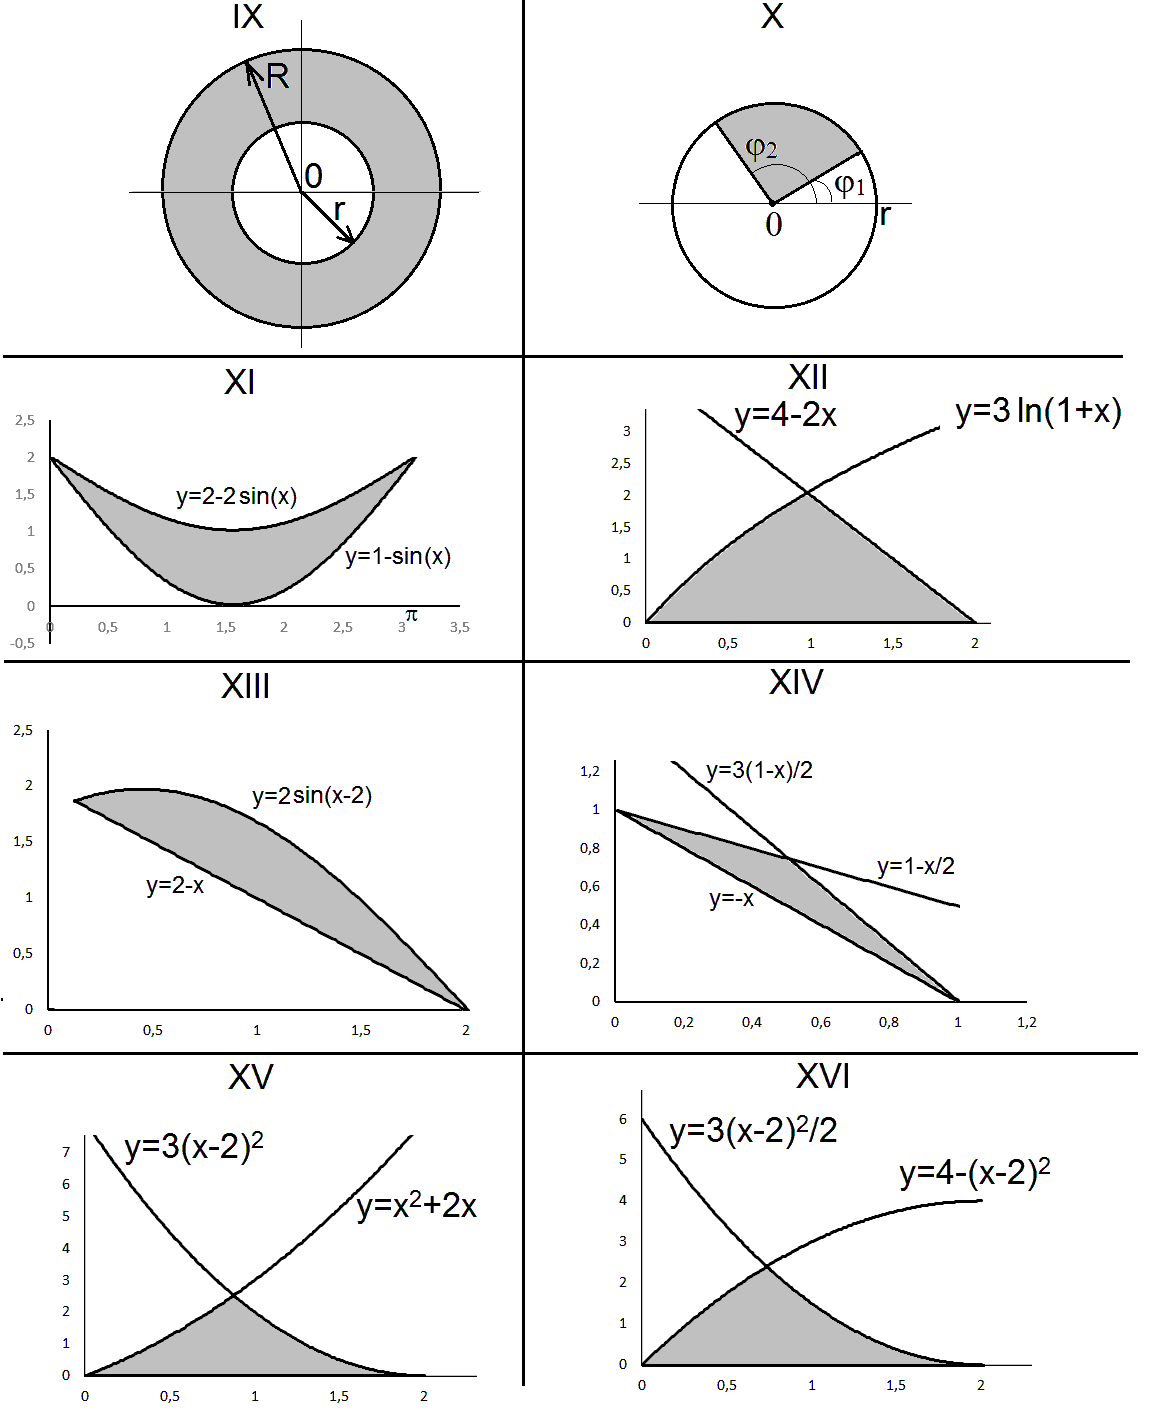 IX
R
0
r
X
φ2
φ1
0
r
XI
2,5
2
1,5
1
0,5
0
-0,5
y=2-2sin(x)
y=1-sin(x)
π
0 0,5 1 1,5 2 2,5 3 3,5
XII
y=4-2x
y=3ln(1+x)
3
2,5
2
1,5
1
0,5
0
0 0,5 1 1,5 2
XIII
2,5
2
1,5
1
0,5
0
y=2sin(x-2)
y=2-x
0 0,5 1 1,5 2
XIV
1,2
1
0,8
0,6
0,4
0,2
0
y=3(1-x)/2
y=1-x/2
y=-x
0 0,2 0,4 0,6 0,8 1 1,2
XV
y=3(x-2)²
y=x²+2x
7
6
5
4
3
2
1
0
0 0,5 1 1,5 2
XVI
y=3(x-2)²/2
y=4-(x-2)²
6
5
4
3
2
1
0
0 0,5 1 1,5 2